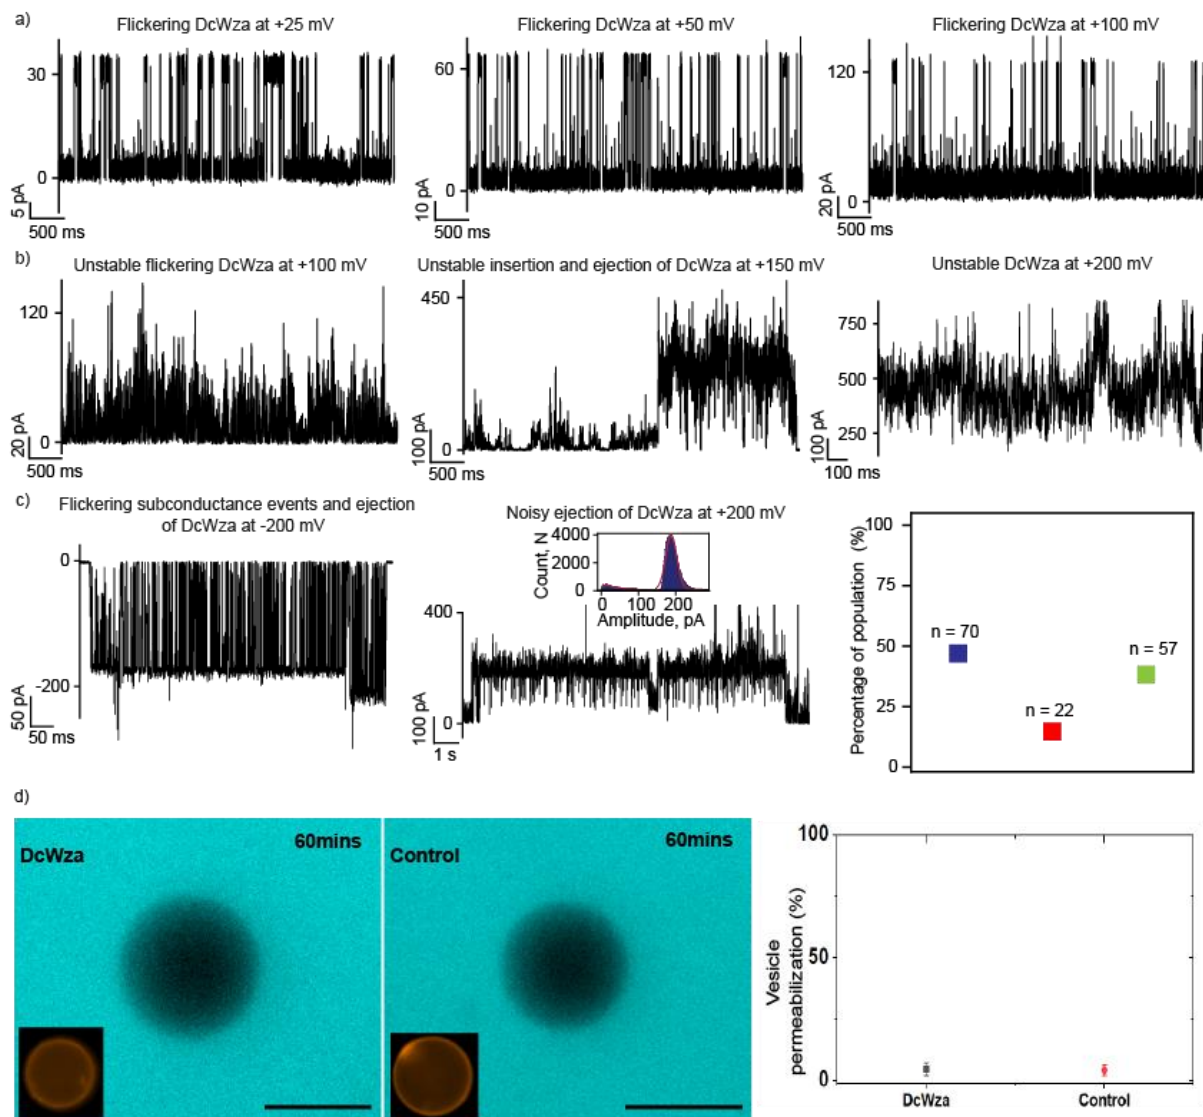 a)
Flickering DcWza at +25 mV
30
0
5 pA
500 ms
Flickering DcWza at +50 mV
60
0
10 pA
500 ms
Flickering DcWza at +100 mV
120
0
20 pA
500 ms
b)
Unstable flickering DcWza at +100 mV
120
0
20 pA
500 ms
Unstable insertion and ejection of DcWza at +150 mV
450
0
100 pA
500 ms
Unstable DcWza at +200 mV
750
500
250
100 pA
100 ms
c)
Flickering subconductance events and ejection
of DcWza at -200 mV
0
-200
50 pA
50 ms
Noisy ejection of DcWza at +200 mV
Count, N
4000
2000
0
0 100 200
Amplitude, pA
400
0
100 pA
1 s
Percentage of population (%)
100
75
50
25
0
n = 70
n = 22
n = 57
d)
DcWza
60mins
Control
60mins
Vesicle
permeabilization (%)
100
50
0
DcWza
Control